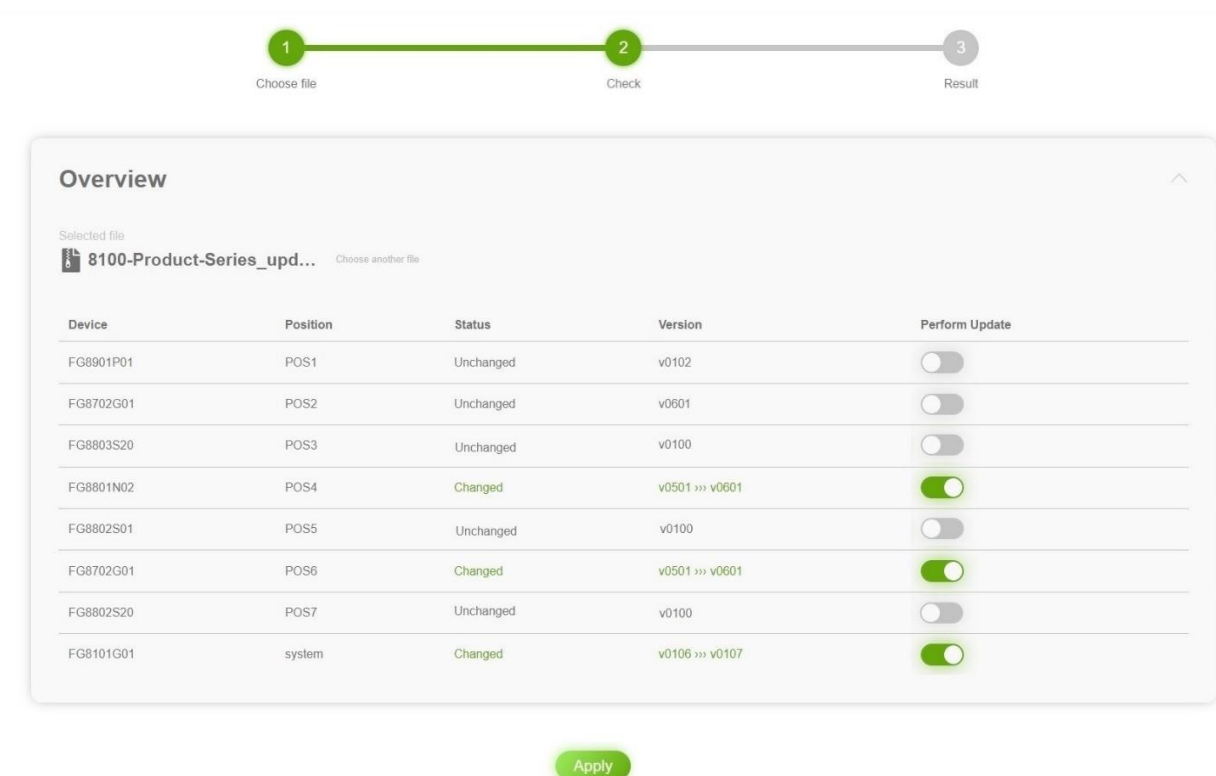 1 2 3
Choose file Check Result
Overview
Selected file
8100-Product-Series_upd... Choose another file
Device Position Status Version Perform Update
FG8901P01 POS1 Unchanged v0102
FG8702G01 POS2 Unchanged v0601
FG8803S20 POS3 Unchanged v0100
FG8801N02 POS4 Changed v0501 ››› v0601
FG8802S01 POS5 Unchanged v0100
FG8702G01 POS6 Changed v0501 ››› v0601
FG8802S20 POS7 Unchanged v0100
FG8101G01 system Changed v0106 ››› v0107
Apply